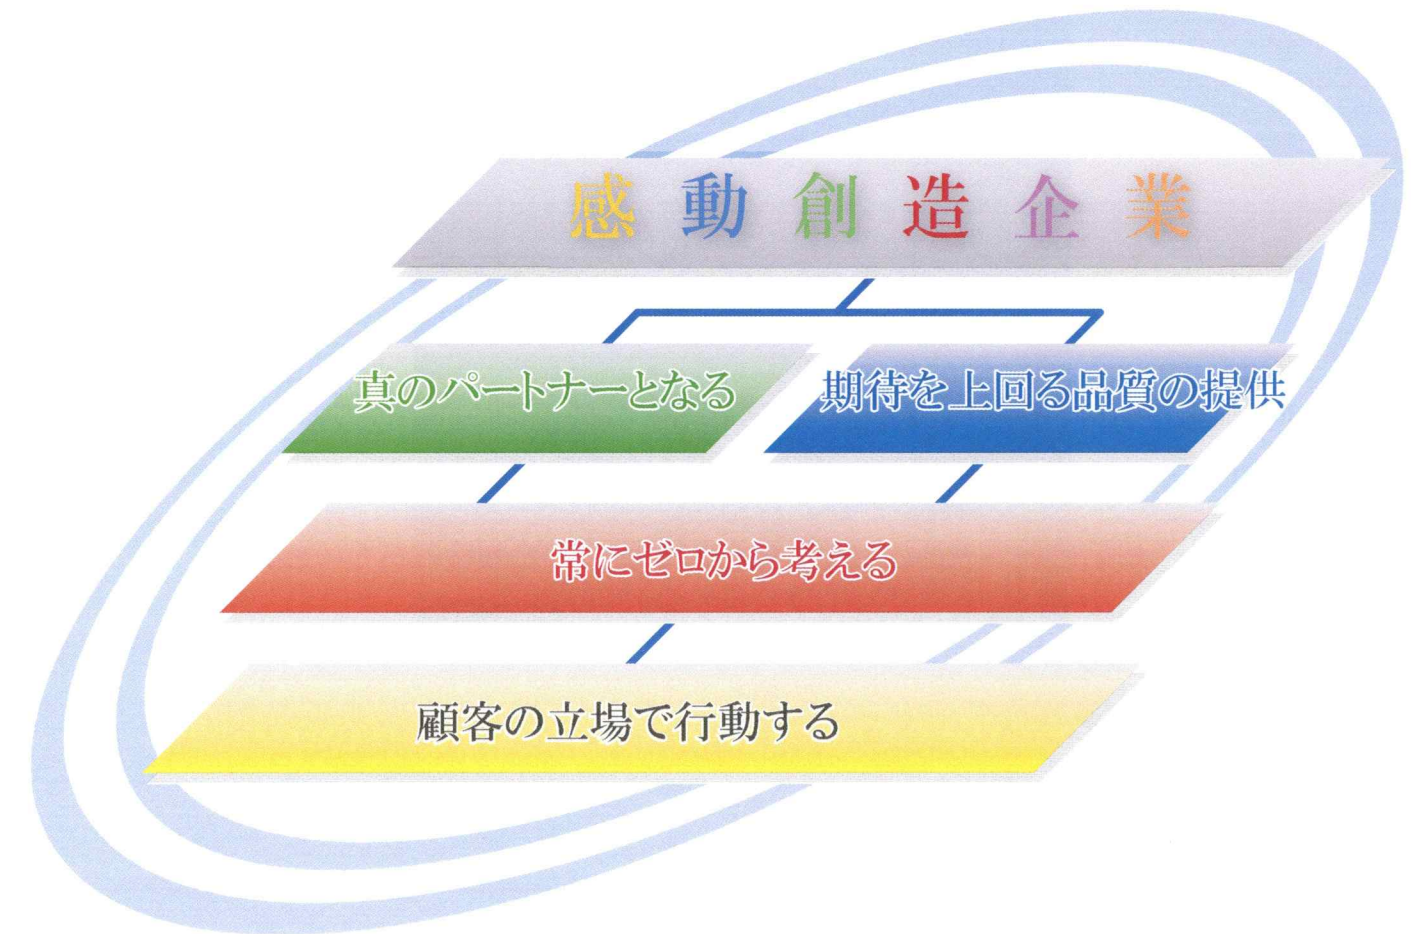 感動創造企業
真のパートナーとなる
期待を上回る品質の提供
常にゼロから考える
顧客の立場で行動する